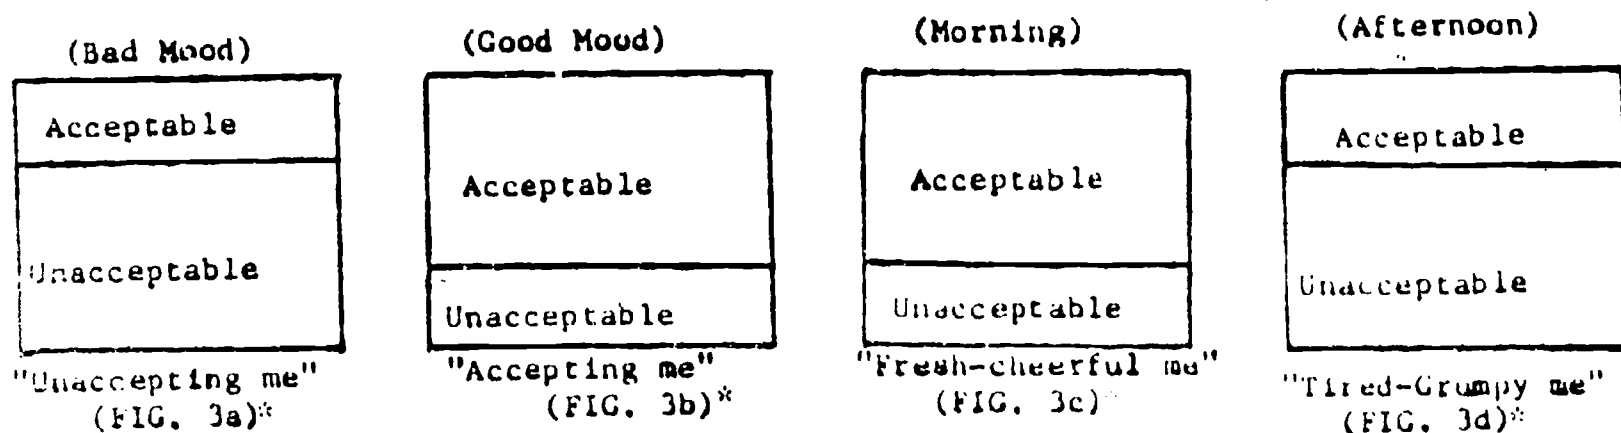 (Bad Mood)
Acceptable
Unacceptable
"Unaccepting me"
(FIG. 3a)*
(Good Mood)
Acceptable
Unacceptable
"Accepting me"
(FIG. 3b)*
(Morning)
Acceptable
Unacceptable
"Fresh-cheerful me"
(FIG. 3c)*
(Afternoon)
Acceptable
Unacceptable
"Tired-Grumpy me"
(FIG. 3d)*